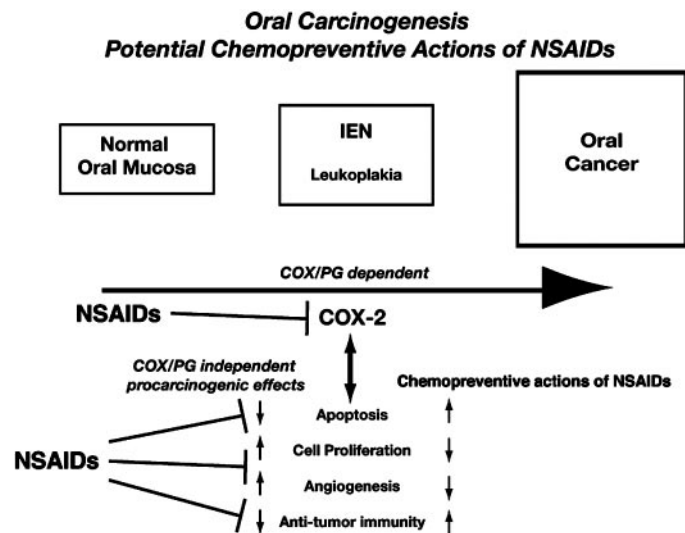 Oral Carcinogenesis
Potential Chemopreventive Actions of NSAIDs
Normal
Oral Mucosa
IEN
Leukoplakia
Oral
Cancer
COX/PG dependent
NSAIDs
COX-2
COX/PG independent
procarcinogenic effects
Chemopreventive actions of NSAIDs
NSAIDs
↓ Apoptosis ↑
↑ Cell Proliferation ↓
↑ Angiogenesis ↓
↓ Anti-tumor immunity ↑